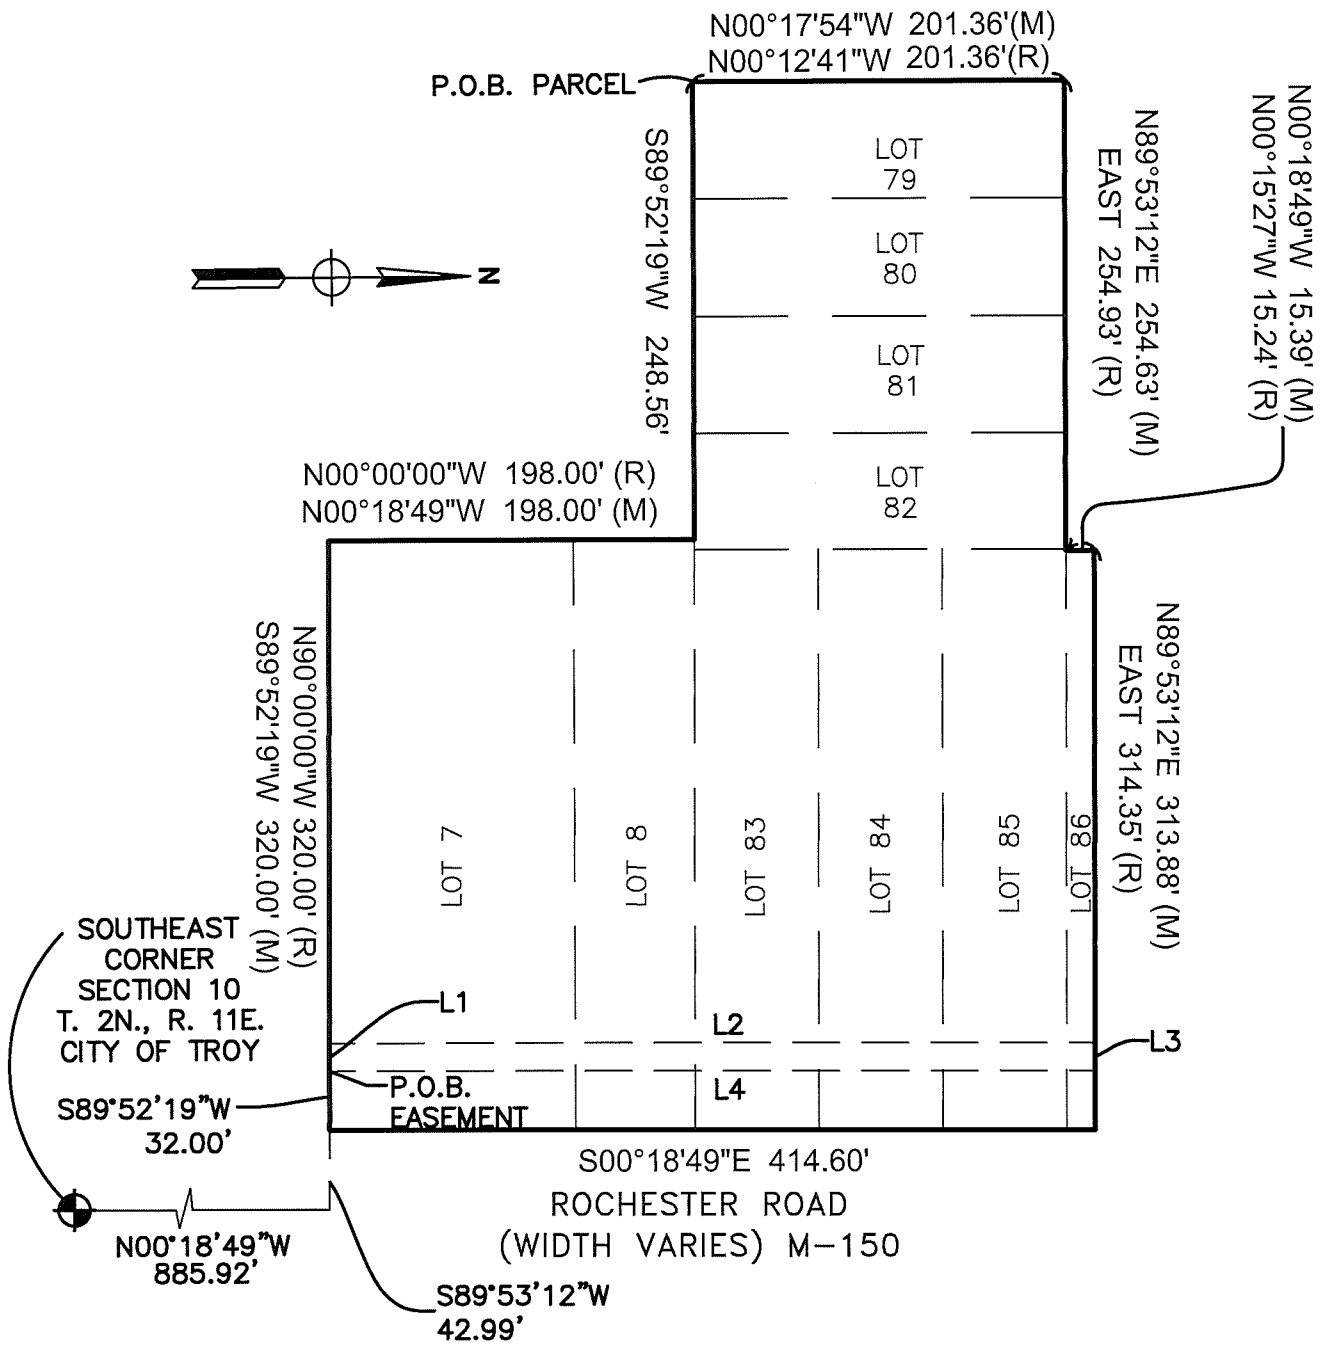 N00°17'54"W 201.36'(M)
N00°12'41"W 201.36'(R)
P.O.B. PARCEL
N00°18'49"W 15.39' (M)
N00°15'27"W 15.24' (R)
N89°53'12"E 254.63' (M)
EAST 254.93' (R)
S89°52'19"W 248.56'
LOT
79
LOT
80
LOT
81
LOT
82
N
N00°00'00"W 198.00' (R)
N00°18'49"W 198.00' (M)
N90°00'00"W 320.00' (R)
S89°52'19"W 320.00' (M)
N89°53'12"E 313.88' (M)
EAST 314.35' (R)
LOT 7
LOT 8
LOT 83
LOT 84
LOT 85
LOT 86
SOUTHEAST
CORNER
SECTION 10
T. 2N., R. 11E.
CITY OF TROY
L1
L2
L3
L4
P.O.B.
EASEMENT
S89°52'19"W
32.00'
S00°18'49"E 414.60'
ROCHESTER ROAD
(WIDTH VARIES) M-150
N00°18'49"W
885.92'
S89°53'12"W
42.99'